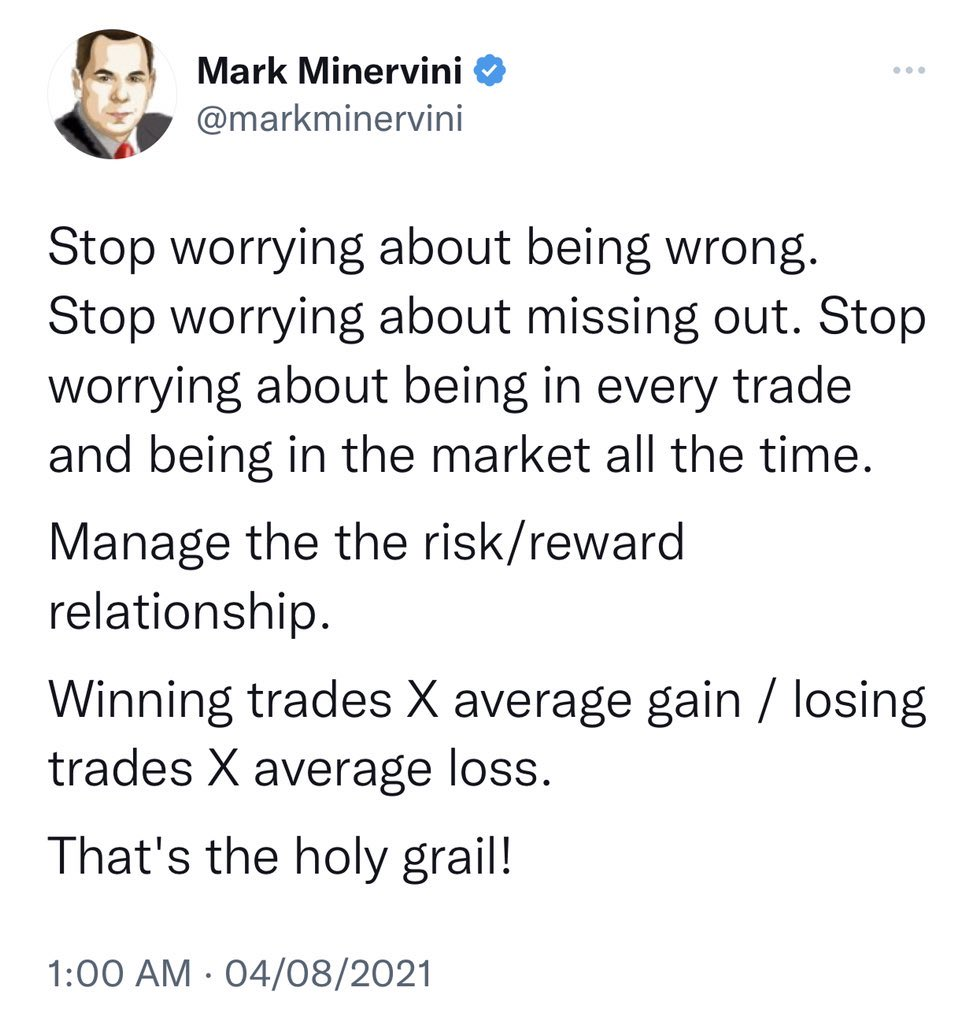 Mark Minervini
@markminervini
Stop worrying about being wrong.
Stop worrying about missing out. Stop
worrying about being in every trade
and being in the market all the time.
Manage the the risk/reward
relationship.
Winning trades X average gain / losing
trades X average loss.
That's the holy grail!
1:00 AM · 04/08/2021